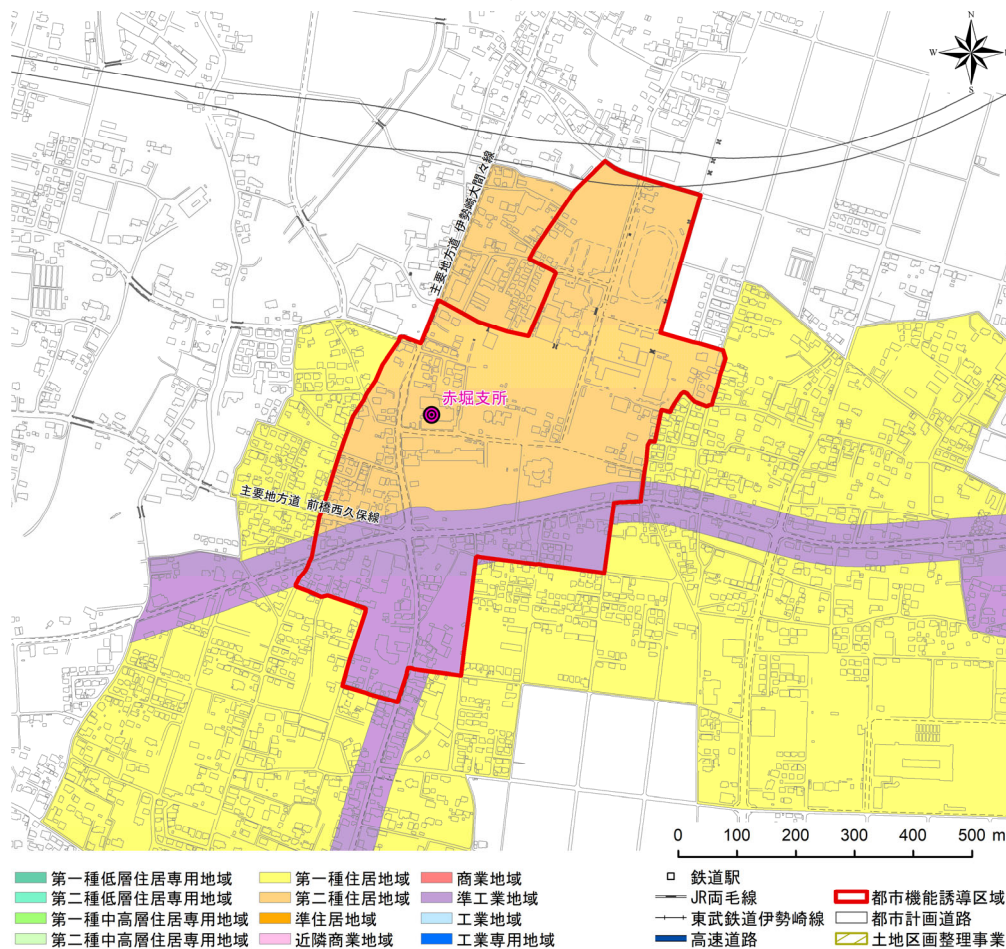 N
W
S
主要地方道 伊勢崎大間々線
赤堀支所
主要地方道 前橋西久保線
0 100 200 300 400 500 m
第一種低層住居専用地域
第二種低層住居専用地域
第一種中高層住居専用地域
第二種中高層住居専用地域
第一種住居地域
第二種住居地域
準住居地域
近隣商業地域
商業地域
準工業地域
工業地域
工業専用地域
鉄道駅
JR両毛線
東武鉄道伊勢崎線
高速道路
都市機能誘導区域
都市計画道路
土地区画整理事業